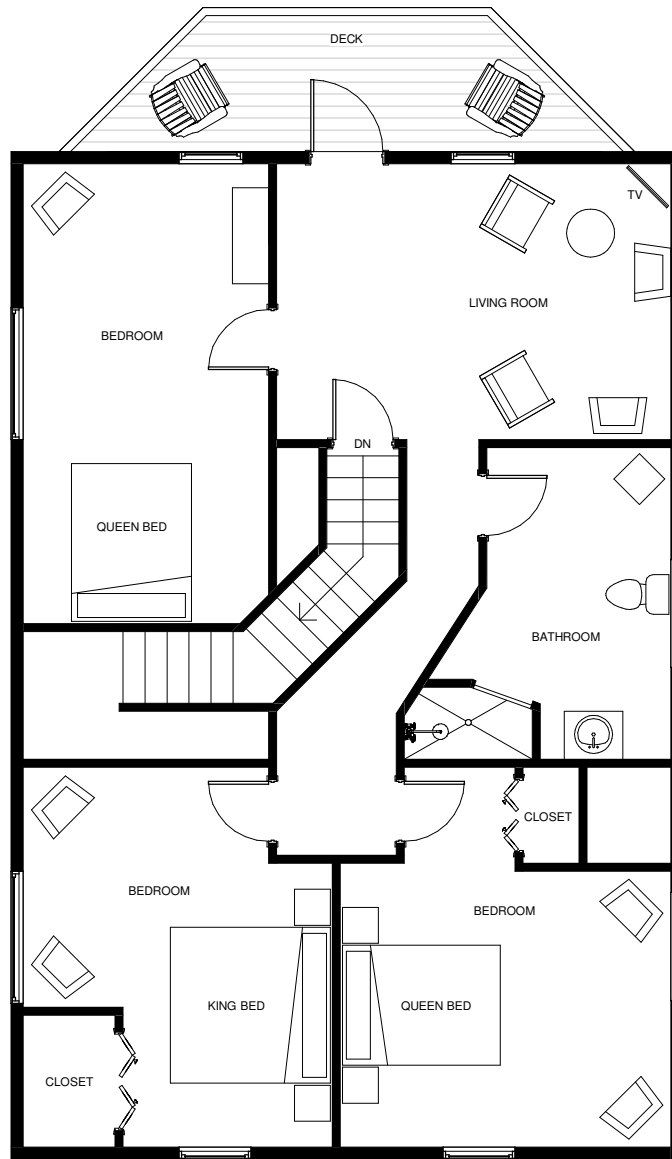 DECK
TV
LIVING ROOM
BEDROOM
DN
QUEEN BED
BATHROOM
CLOSET
BEDROOM
BEDROOM
KING BED
QUEEN BED
CLOSET